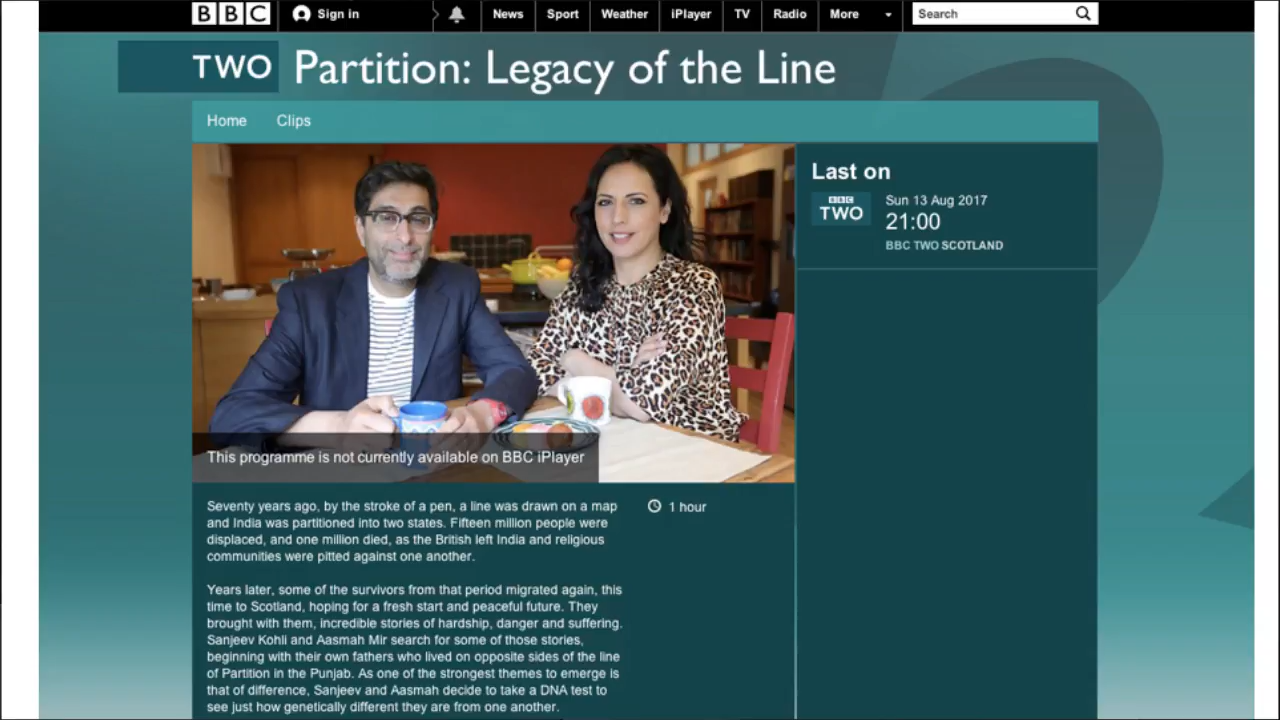 BBC Sign in News Sport Weather iPlayer TV Radio More Search
TWO Partition: Legacy of the Line
Home Clips
Last on
BBC TWO
Sun 13 Aug 2017
21:00
BBC TWO SCOTLAND
This programme is not currently available on BBC iPlayer
Seventy years ago, by the stroke of a pen, a line was drawn on a map
and India was partitioned into two states. Fifteen million people were
displaced, and one million died, as the British left India and religious
communities were pitted against one another.
1 hour
Years later, some of the survivors from that period migrated again, this
time to Scotland, hoping for a fresh start and peaceful future. They
brought with them, incredible stories of hardship, danger and suffering.
Sanjeev Kohli and Aasmah Mir search for some of those stories,
beginning with their own fathers who lived on opposite sides of the line
of Partition in the Punjab. As one of the strongest themes to emerge is
that of difference, Sanjeev and Aasmah decide to take a DNA test to
see just how genetically different they are from one another.